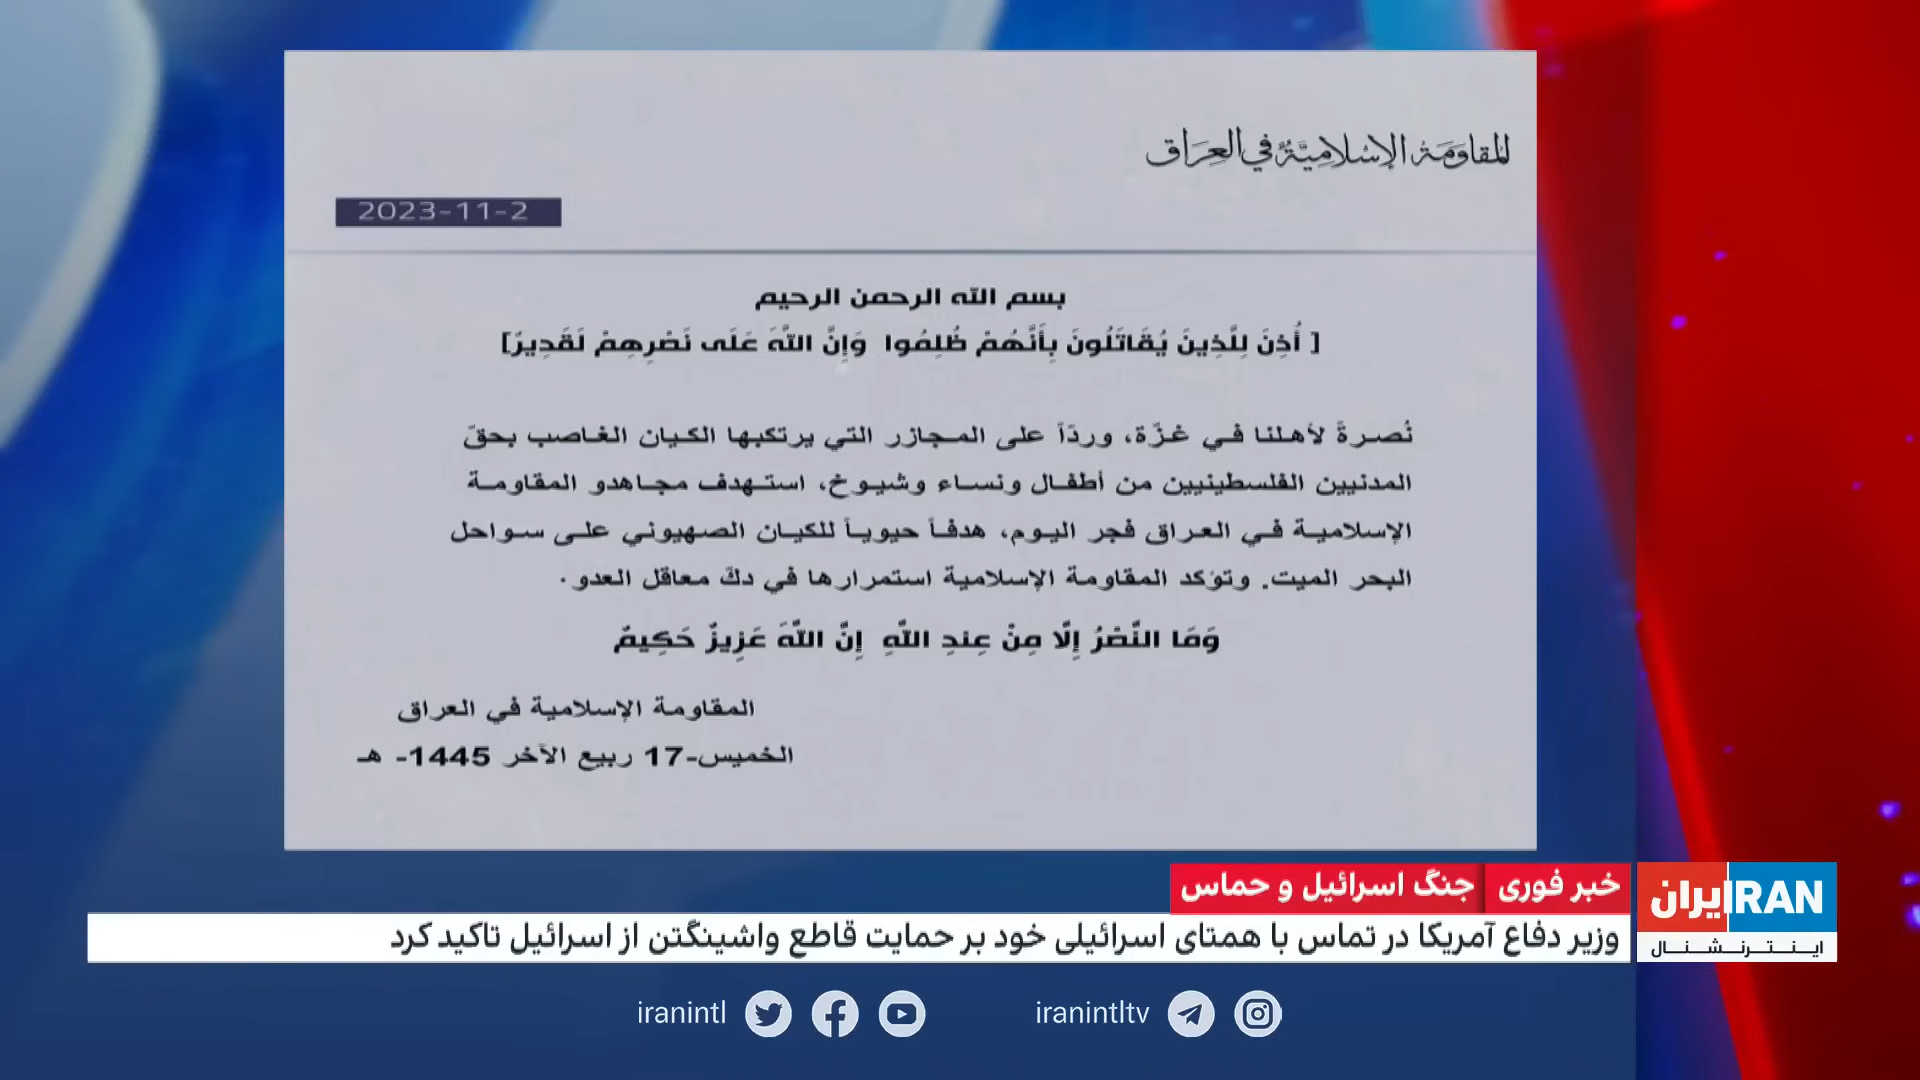 المقاومة الإسلامية في العراق
2023-11-2
بسم الله الرحمن الرحيم
[ أُذِنَ لِلَّذِينَ يُقَاتَلُونَ بِأَنَّهُمْ ظُلِمُوا وَإِنَّ اللَّهَ عَلَى نَصْرِهِمْ لَقَدِيرٌ]
نُصرةً لأهلنا في غزّة، وردّاً على المجازر التي يرتكبها الكيان الغاصب بحقّ
المدنيين الفلسطينيين من أطفال ونساء وشيوخ، استهدف مجاهدو المقاومة
الإسلامية في العراق فجر اليوم، هدفاً حيوياً للكيان الصهيوني على سواحل
البحر الميت. وتؤكد المقاومة الإسلامية استمرارها في دكّ معاقل العدو.
وَمَا النَّصْرُ إِلَّا مِنْ عِندِ اللَّهِ إِنَّ اللَّهَ عَزِيزٌ حَكِيمٌ
المقاومة الإسلامية في العراق
الخميس-17 ربيع الآخر 1445- هـ
خبر فوری جنگ اسرائیل و حماس
وزیر دفاع آمریکا در تماس با همتای اسرائیلی خود بر حمایت قاطع واشینگتن از اسرائیل تاکید کرد
ایران IRAN
اینترنشنال
iranintl iranintltv